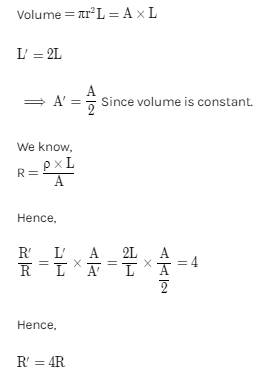 Volume = πr²L = A × L
L′ = 2L
⟹ A′ = A/2 Since volume is constant.
We know,
R = ρ × L / A
Hence,
R′/R = L′/L × A/A′ = 2L/L × A/(A/2) = 4
Hence,
R′ = 4R